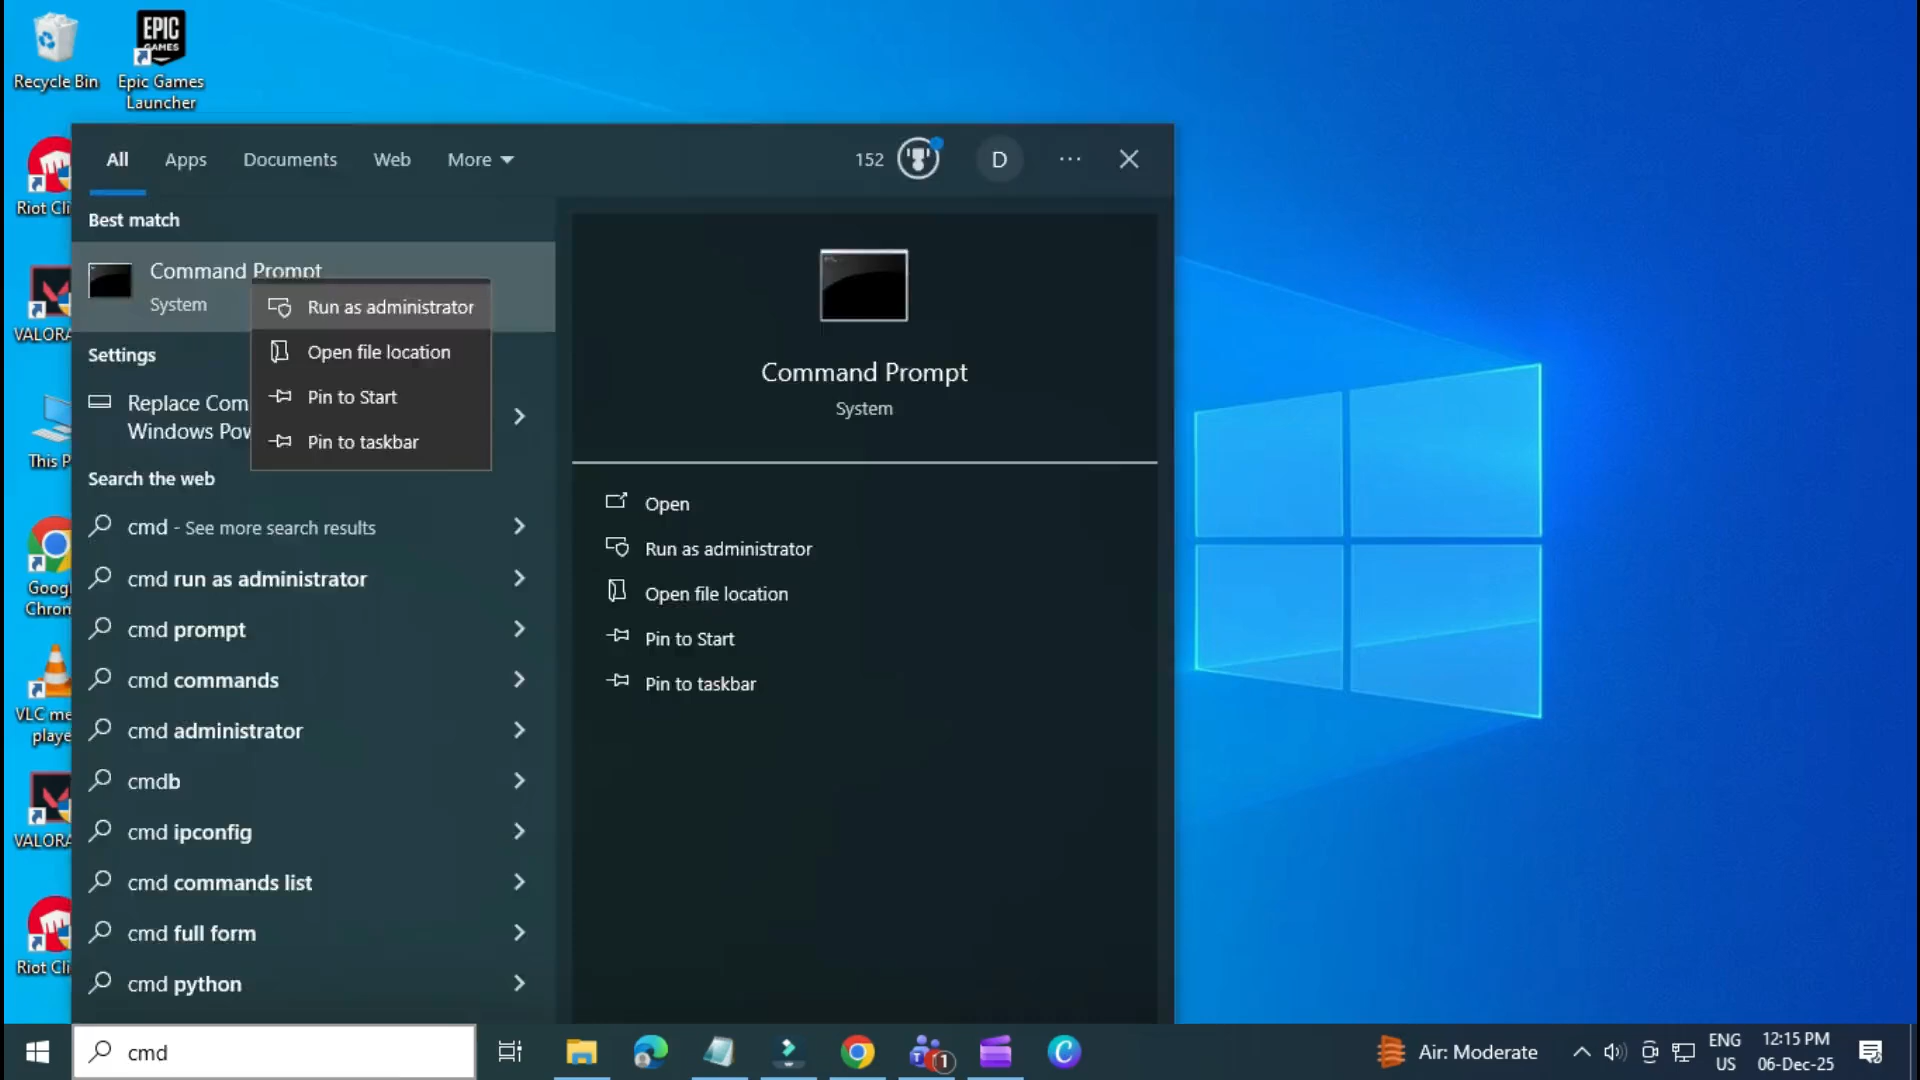 Recycle Bin
EPIC
GAMES
Epic Games
Launcher
Riot Cli
VALORA
This P
Googl
Chrom
VLC me
playe
VALORA
Riot Cli
All
Apps
Documents
Web
More
152
D
Best match
Command Prompt
System
Run as administrator
Open file location
Pin to Start
Pin to taskbar
Settings
Replace Com
Windows Pow
Search the web
cmd - See more search results
cmd run as administrator
cmd prompt
cmd commands
cmd administrator
cmdb
cmd ipconfig
cmd commands list
cmd full form
cmd python
Command Prompt
System
Open
Run as administrator
Open file location
Pin to Start
Pin to taskbar
cmd
1
C
Air: Moderate
ENG
US
12:15 PM
06-Dec-25